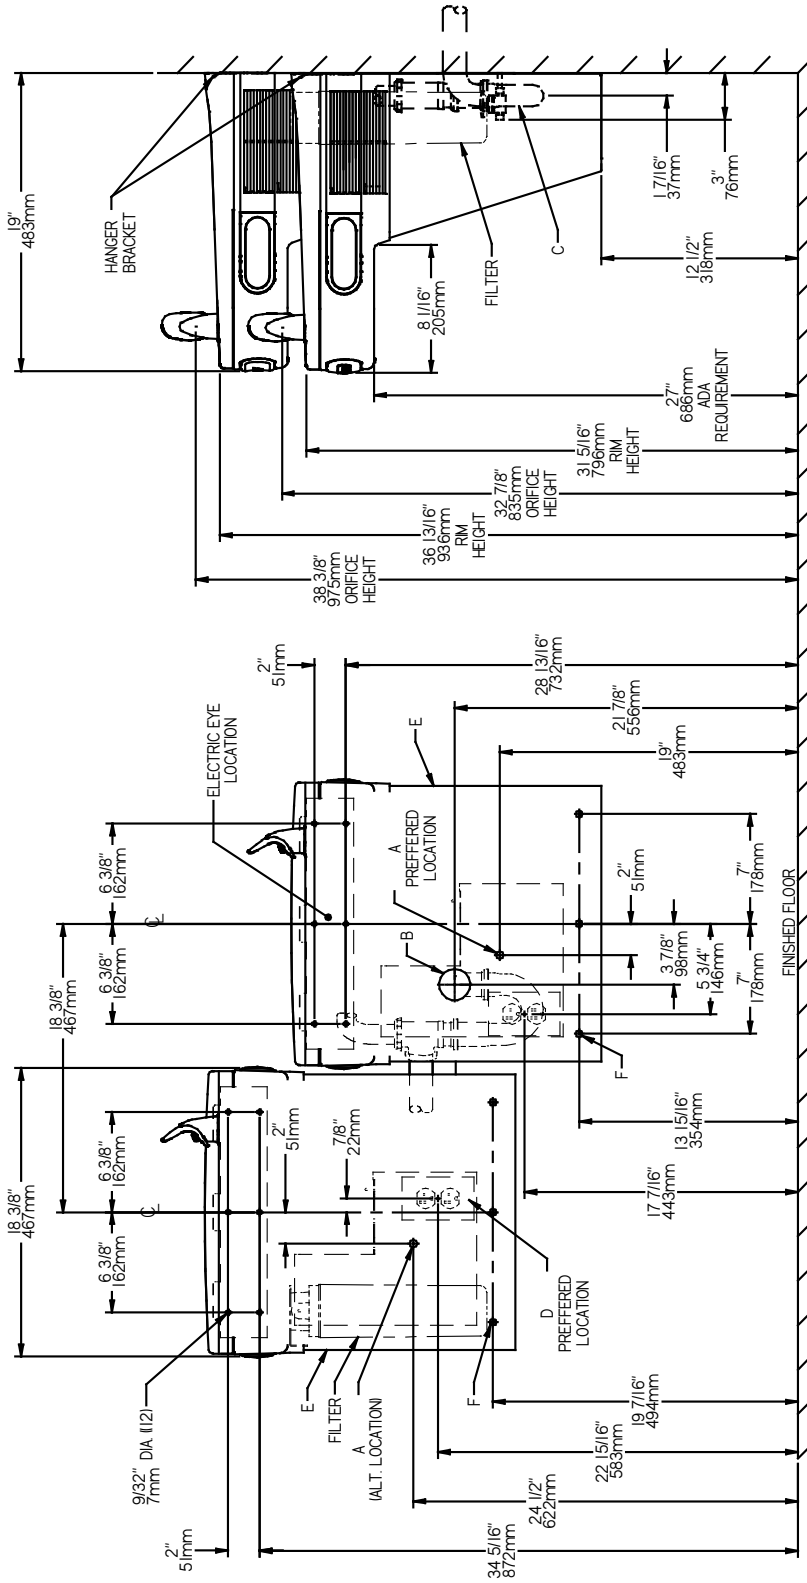 18 3/8"
467mm
18 3/8"
467mm
9/32" DIA. (12)
7mm
6 3/8"
162mm
6 3/8"
162mm
6 3/8"
162mm
6 3/8"
162mm
CL
CL
2"
51mm
34 5/16"
872mm
24 1/2"
622mm
22 15/16"
583mm
19 7/16"
494mm
E
FILTER
A
(ALT. LOCATION)
F
D
PREFFERED
LOCATION
2"
51mm
7/8"
22mm
ELECTRIC EYE
LOCATION
2"
51mm
A
PREFFERED
LOCATION
B
E
F
13 15/16"
354mm
17 7/16"
443mm
2"
51mm
3 7/8"
98mm
5 3/4"
146mm
7"
178mm
7"
178mm
28 13/16"
732mm
21 7/8"
556mm
19"
483mm
FINISHED FLOOR
19"
483mm
HANGER
BRACKET
38 3/8"
975mm
ORIFICE
HEIGHT
36 13/16"
936mm
RIM
HEIGHT
32 7/8"
835mm
ORIFICE
HEIGHT
31 5/16"
796mm
RIM
HEIGHT
8 1/16"
205mm
FILTER
C
27"
686mm
ADA
REQUIREMENT
12 1/2"
318mm
1 7/16"
37mm
3"
76mm